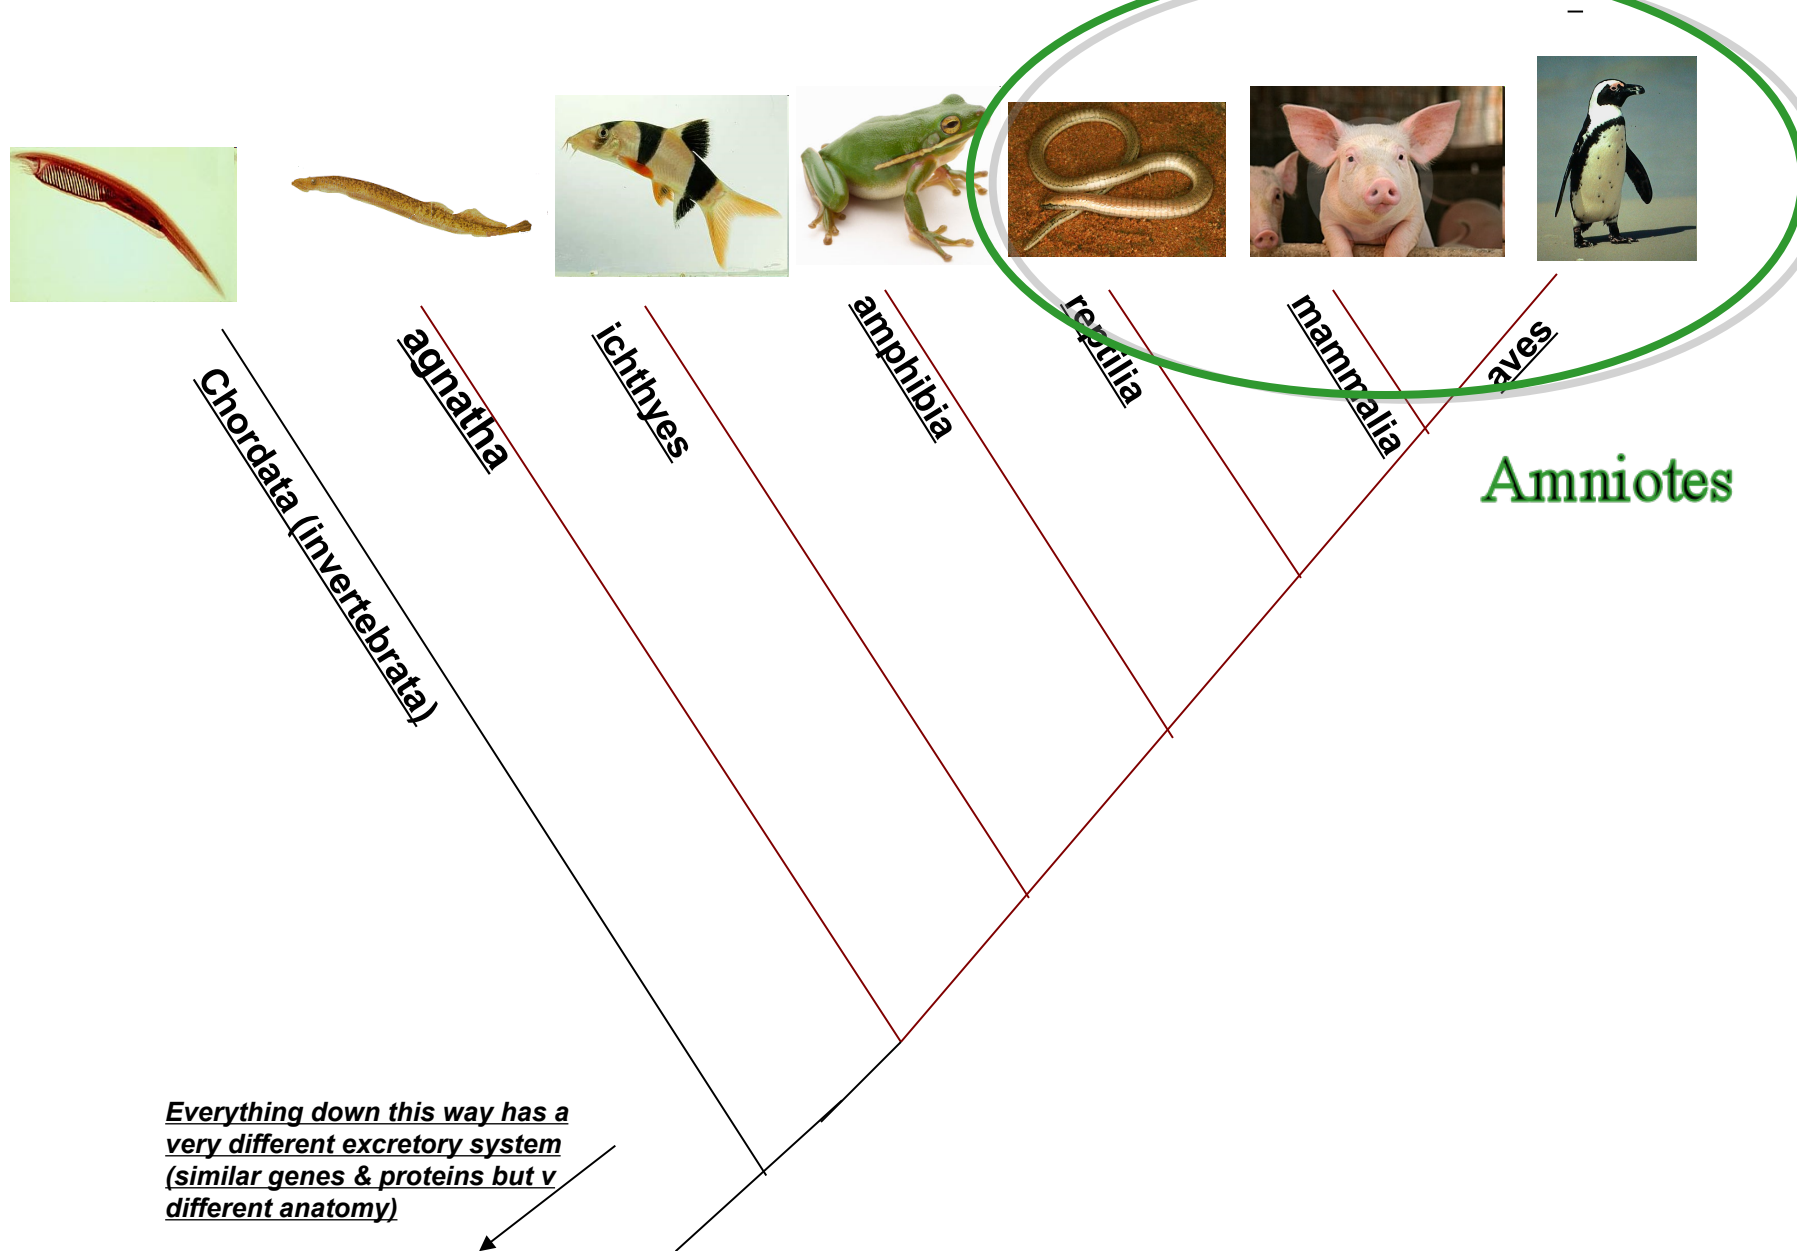 Chordata (invertebrata)
agnatha
ichthyes
amphibia
reptilia
mammalia
aves
Amniotes
Everything down this way has a
very different excretory system
(similar genes & proteins but v
different anatomy)